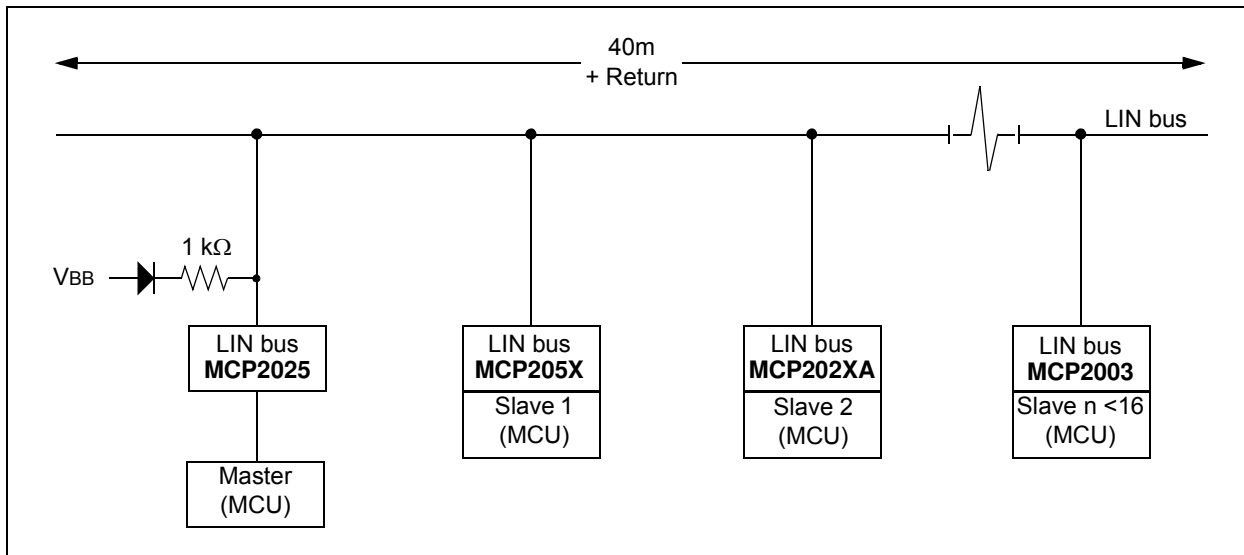 40m
+ Return
LIN bus
1 kΩ
VBB
LIN bus
MCP2025
Master
(MCU)
LIN bus
MCP205X
Slave 1
(MCU)
LIN bus
MCP202XA
Slave 2
(MCU)
LIN bus
MCP2003
Slave n <16
(MCU)